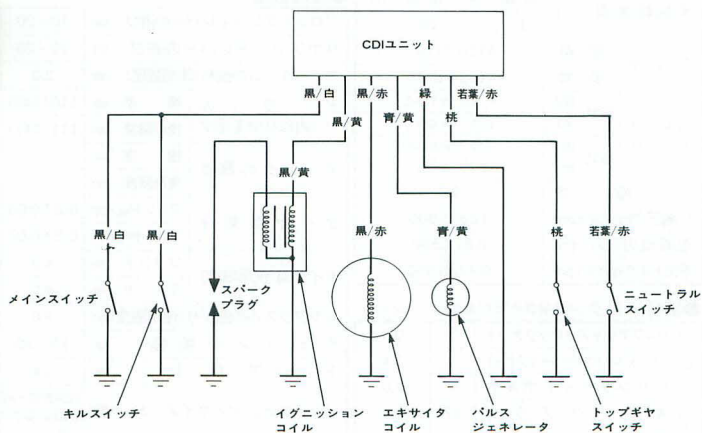 CDIユニット
黒/白
黒/赤
緑
若葉/赤
黒/黄
青/黄
桃
黒/黄
黒/白
黒/白
黒/赤
青/黄
桃
若葉/赤
メインスイッチ
スパーク
プラグ
ニュートラル
スイッチ
キルスイッチ
イグニッション
コイル
エキサイタ
コイル
パルス
ジェネレータ
トップギヤ
スイッチ